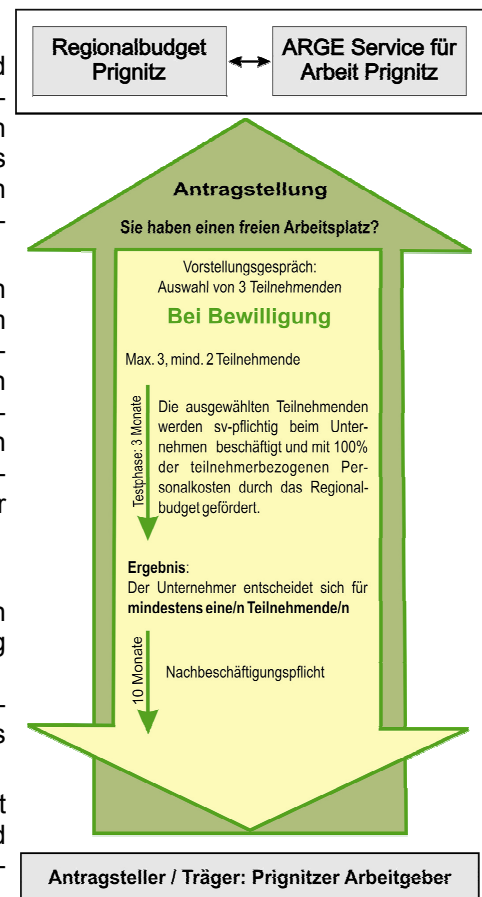 Regionalbudget
Prignitz
ARGE Service für
Arbeit Prignitz
Antragstellung
Sie haben einen freien Arbeitsplatz?
Vorstellungsgespräch:
Auswahl von 3 Teilnehmenden
Bei Bewilligung
Max. 3, mind. 2 Teilnehmende
Testphase: 3 Monate
Die ausgewählten Teilnehmenden
werden sv-pflichtig beim Unter-
nehmen beschäftigt und mit 100%
der teilnehmerbezogenen Per-
sonalkosten durch das Regional-
budget gefördert.
Ergebnis:
Der Unternehmer entscheidet sich für
mindestens eine/n Teilnehmende/n
10 Monate
Nachbeschäftigungspflicht
Antragsteller / Träger: Prignitzer Arbeitgeber